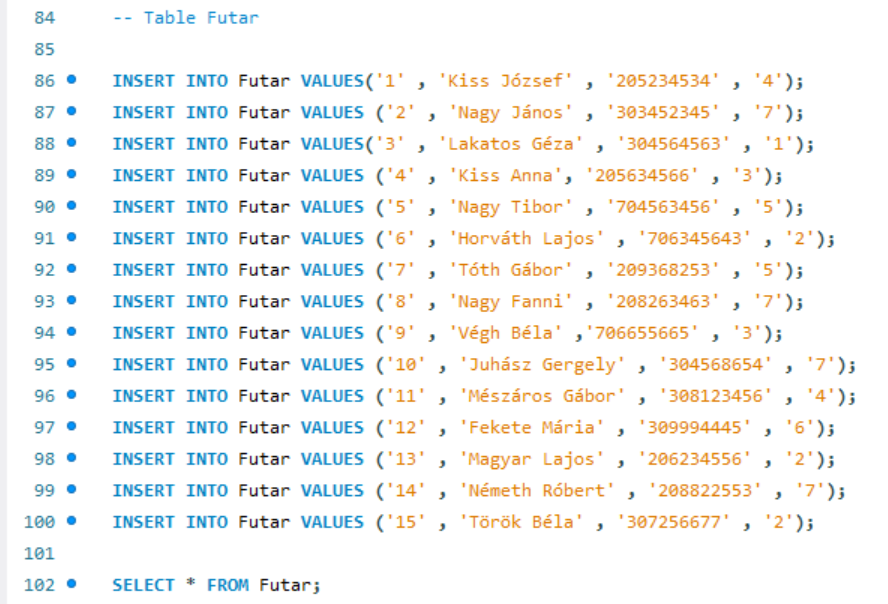 84 -- Table Futar
85
86 INSERT INTO Futar VALUES('1' , 'Kiss József' , '205234534' , '4');
87 INSERT INTO Futar VALUES ('2' , 'Nagy János' , '303452345' , '7');
88 INSERT INTO Futar VALUES('3' , 'Lakatos Géza' , '304564563' , '1');
89 INSERT INTO Futar VALUES ('4' , 'Kiss Anna', '205634566' , '3');
90 INSERT INTO Futar VALUES ('5' , 'Nagy Tibor' , '704563456' , '5');
91 INSERT INTO Futar VALUES ('6' , 'Horváth Lajos' , '706345643' , '2');
92 INSERT INTO Futar VALUES ('7' , 'Tóth Gábor' , '209368253' , '5');
93 INSERT INTO Futar VALUES ('8' , 'Nagy Fanni' , '208263463' , '7');
94 INSERT INTO Futar VALUES ('9' , 'Végh Béla' ,'706655665' , '3');
95 INSERT INTO Futar VALUES ('10' , 'Juhász Gergely' , '304568654' , '7');
96 INSERT INTO Futar VALUES ('11' , 'Mészáros Gábor' , '308123456' , '4');
97 INSERT INTO Futar VALUES ('12' , 'Fekete Mária' , '309994445' , '6');
98 INSERT INTO Futar VALUES ('13' , 'Magyar Lajos' , '206234556' , '2');
99 INSERT INTO Futar VALUES ('14' , 'Németh Róbert' , '208822553' , '7');
100 INSERT INTO Futar VALUES ('15' , 'Török Béla' , '307256677' , '2');
101
102 SELECT * FROM Futar;